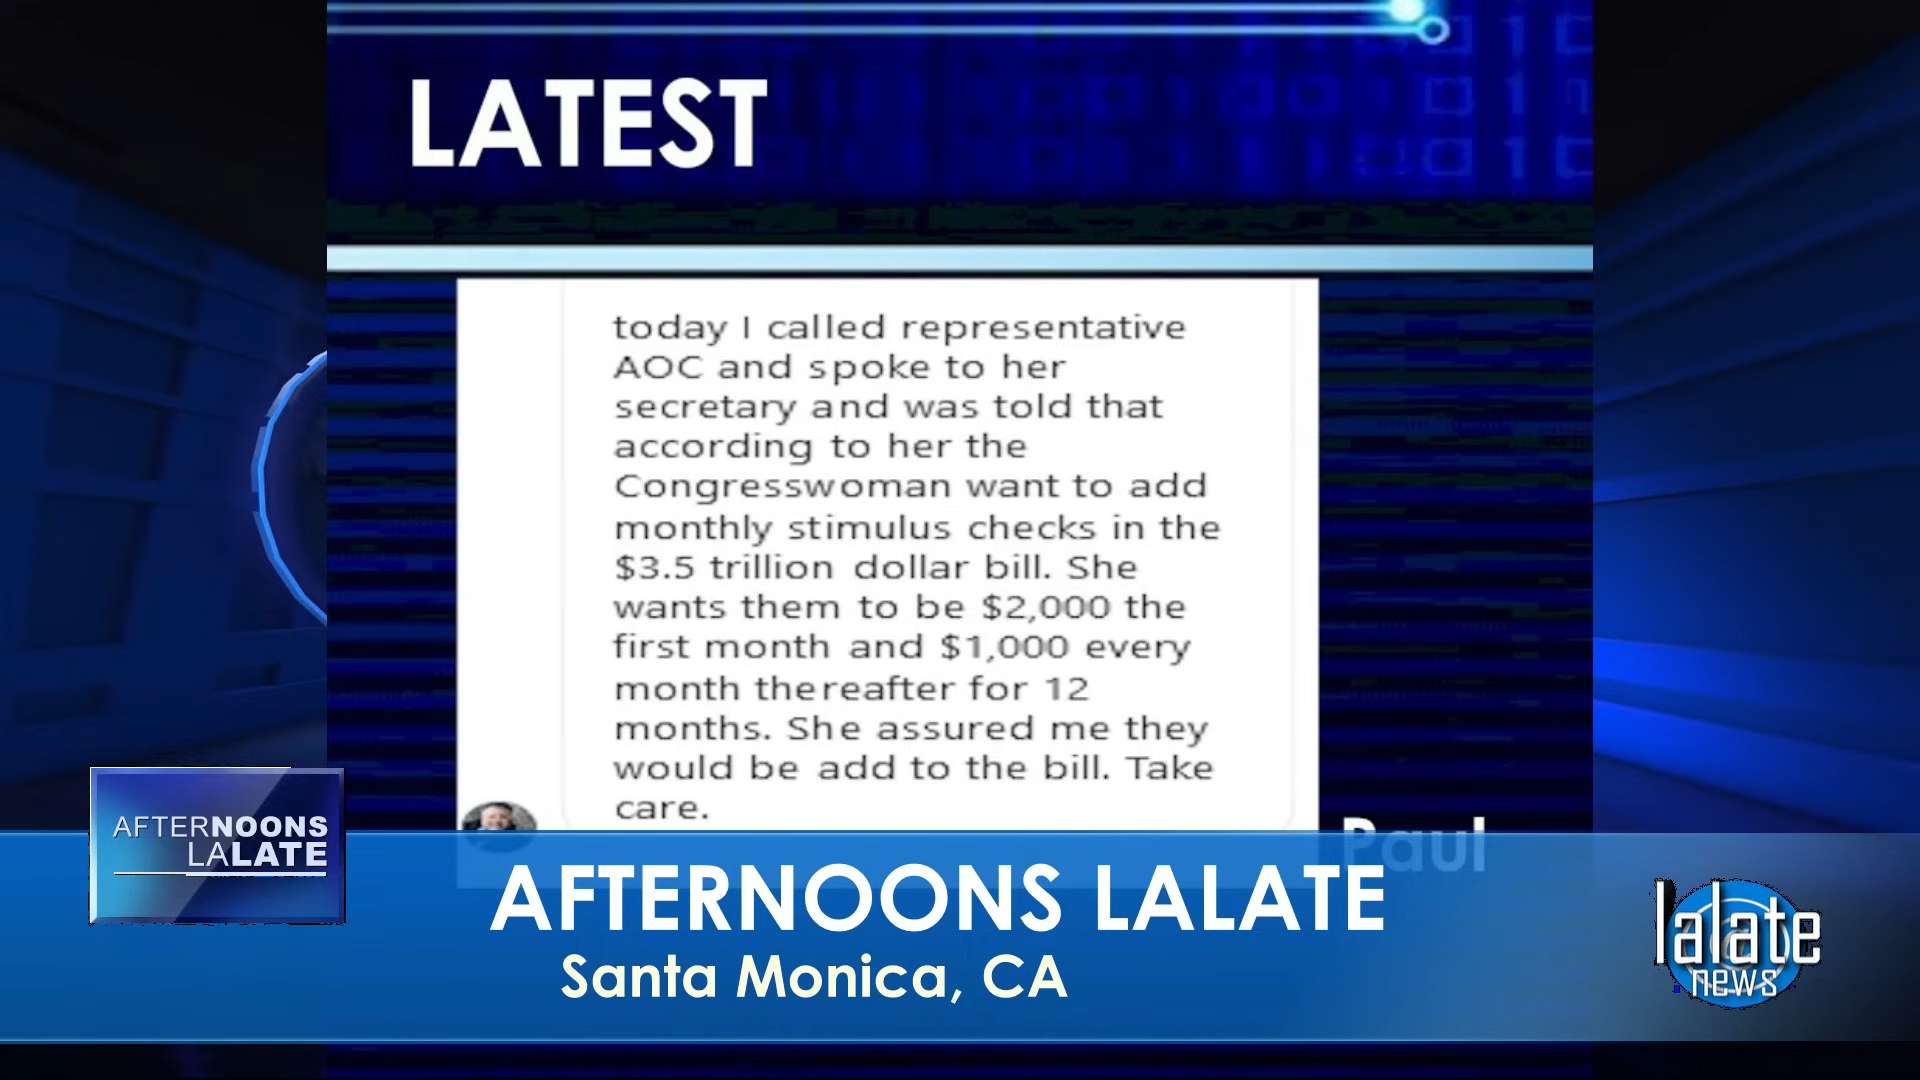 LATEST
today I called representative
AOC and spoke to her
secretary and was told that
according to her the
Congresswoman want to add
monthly stimulus checks in the
$3.5 trillion dollar bill. She
wants them to be $2,000 the
first month and $1,000 every
month thereafter for 12
months. She assured me they
would be add to the bill. Take
care.
Paul
AFTERNOONS
LALATE
AFTERNOONS LALATE
Santa Monica, CA
lalate
news